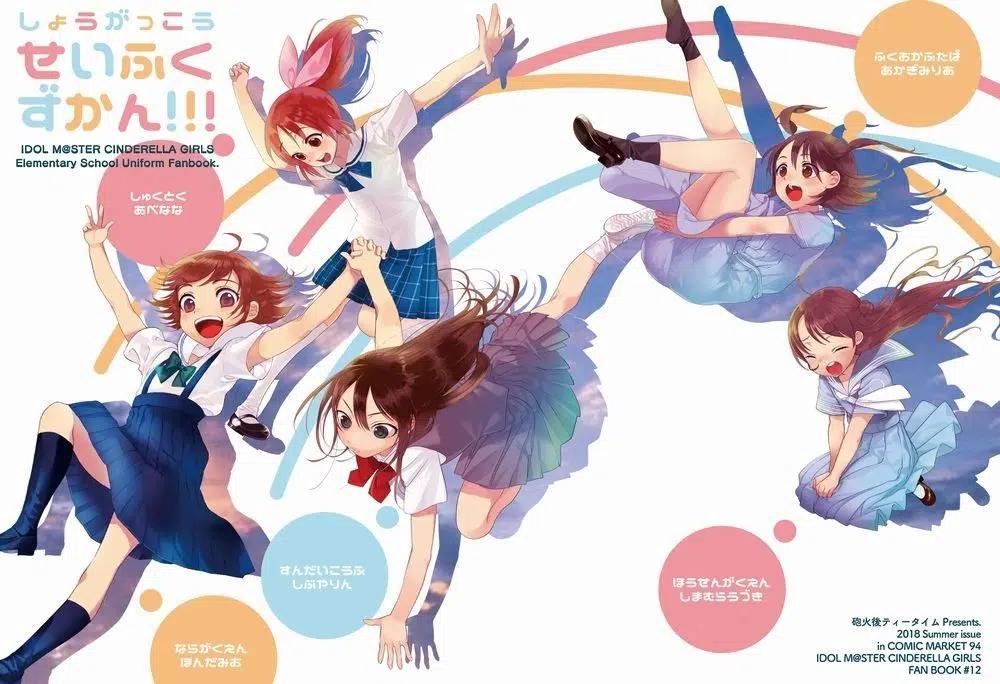 しょうがっこう
せいふく
ずかん!!!
IDOL M@STER CINDERELLA GIRLS
Elementary School Uniform Fanbook.
しゅくとく
あべなな
ふくおかふたば
あかぎみりあ
すんだいこうふ
しぶやりん
ほうせんがくえん
しまむらうづき
ならがくえん
ほんだみお
砲火後ティータイム Presents.
2018 Summer issue
in COMIC MARKET 94
IDOL M@STER CINDERELLA GIRLS
FAN BOOK #12